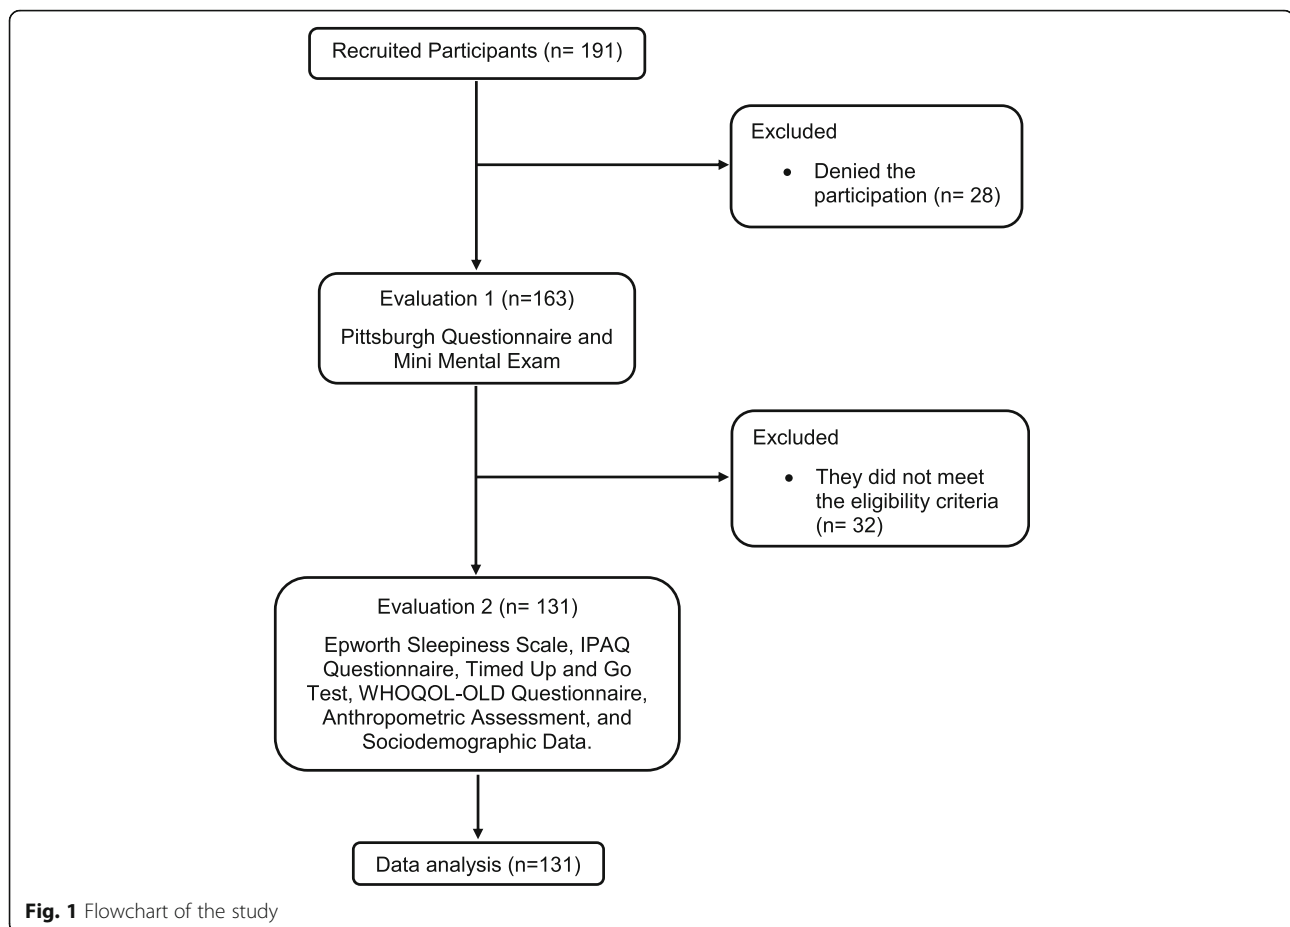 Recruited Participants (n= 191)
Excluded
• Denied the
participation (n= 28)
Evaluation 1 (n=163)
Pittsburgh Questionnaire and
Mini Mental Exam
Excluded
• They did not meet
the eligibility criteria
(n= 32)
Evaluation 2 (n= 131)
Epworth Sleepiness Scale, IPAQ
Questionnaire, Timed Up and Go
Test, WHOQOL-OLD Questionnaire,
Anthropometric Assessment, and
Sociodemographic Data.
Data analysis (n=131)
Fig. 1 Flowchart of the study